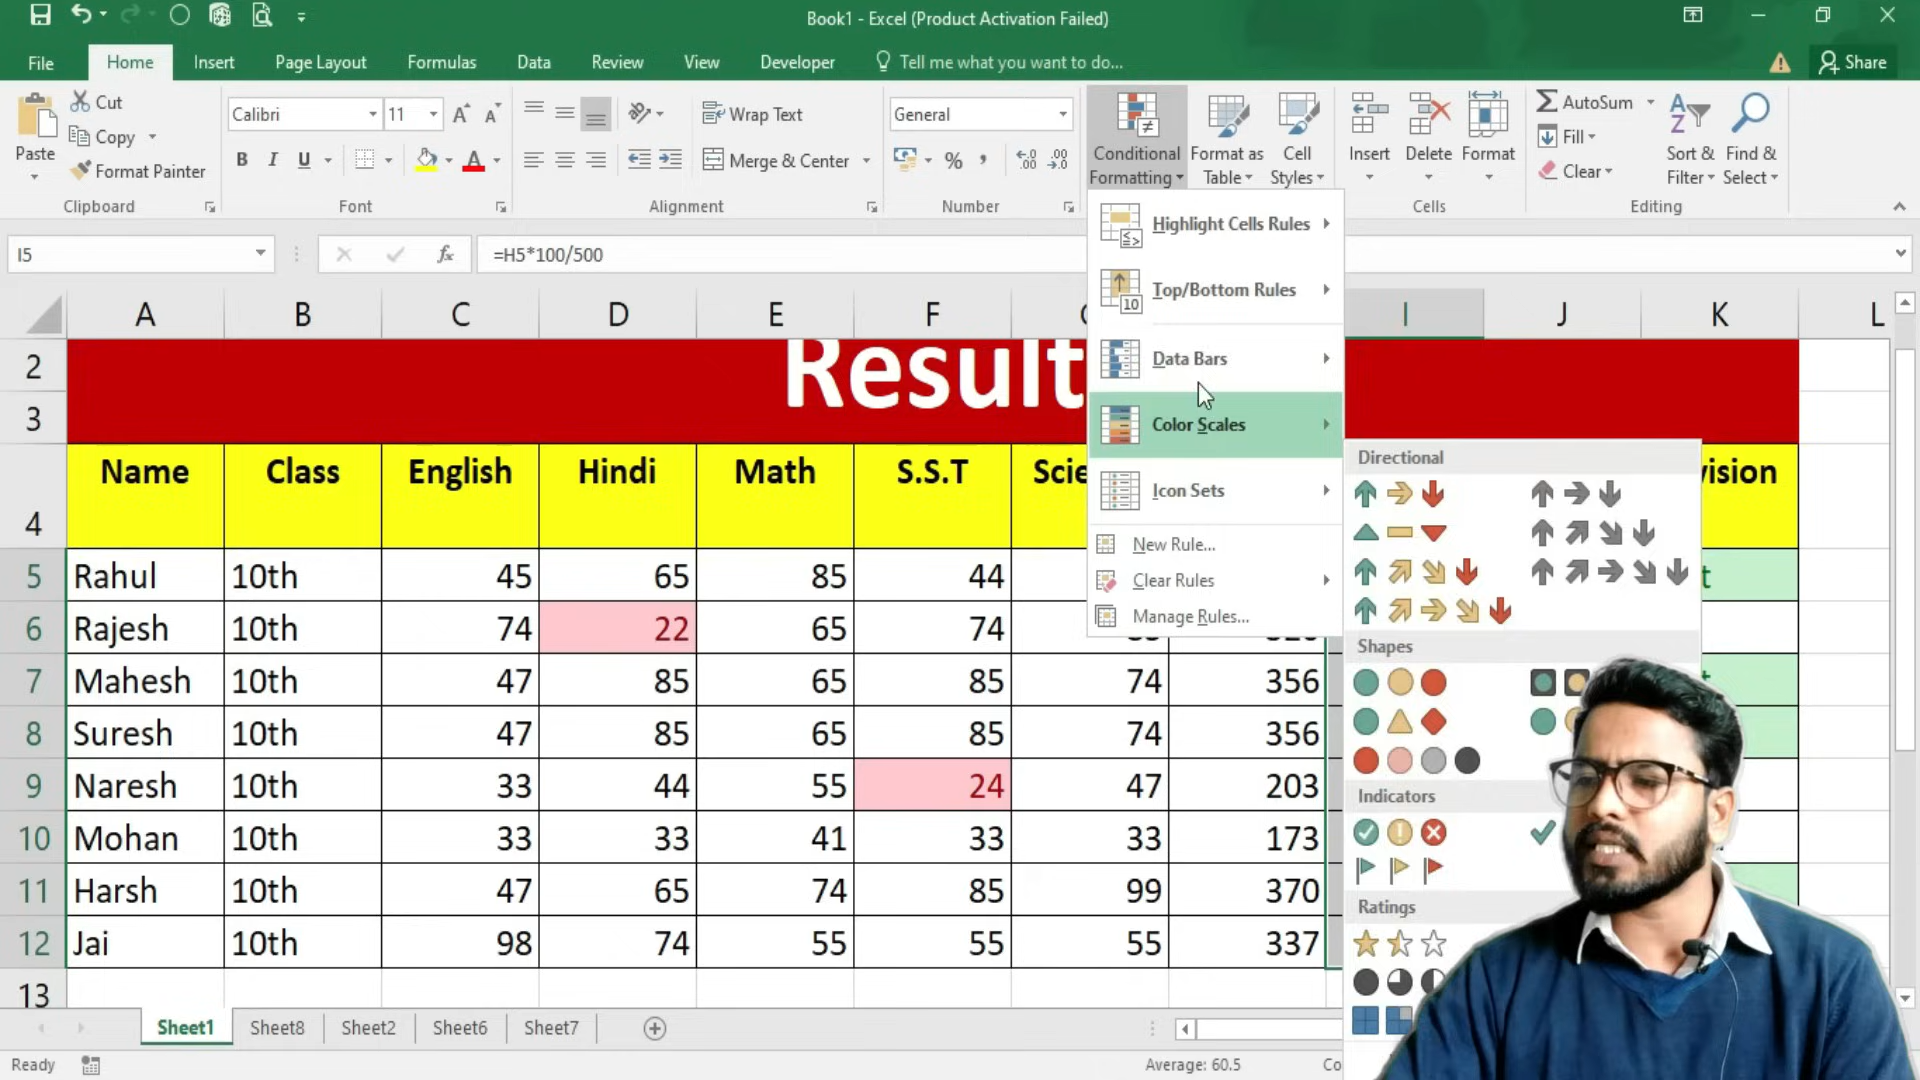 Book1 - Excel (Product Activation Failed)
File Home Insert Page Layout Formulas Data Review View Developer Tell me what you want to do... Share
Paste Cut Copy Format Painter Clipboard
Calibri 11 B I U A Font
Wrap Text Merge & Center Alignment
General % , Number
Conditional Formatting Format as Table Cell Styles
Insert Delete Format Cells
AutoSum Fill Clear Sort & Filter Find & Select Editing
I5 fx =H5*100/500
A B C D E F I J K L
2 Result
3
4 Name Class English Hindi Math S.S.T
5 Rahul 10th 45 65 85 44
6 Rajesh 10th 74 22 65 74
7 Mahesh 10th 47 85 65 85 74 356
8 Suresh 10th 47 85 65 85 74 356
9 Naresh 10th 33 44 55 24 47 203
10 Mohan 10th 33 33 41 33 33 173
11 Harsh 10th 47 65 74 85 99 370
12 Jai 10th 98 74 55 55 55 337
13
Highlight Cells Rules
Top/Bottom Rules
Data Bars
Color Scales
Icon Sets
New Rule...
Clear Rules
Manage Rules...
Directional
Shapes
Indicators
Ratings
Sheet1 Sheet8 Sheet2 Sheet6 Sheet7
Ready Average: 60.5